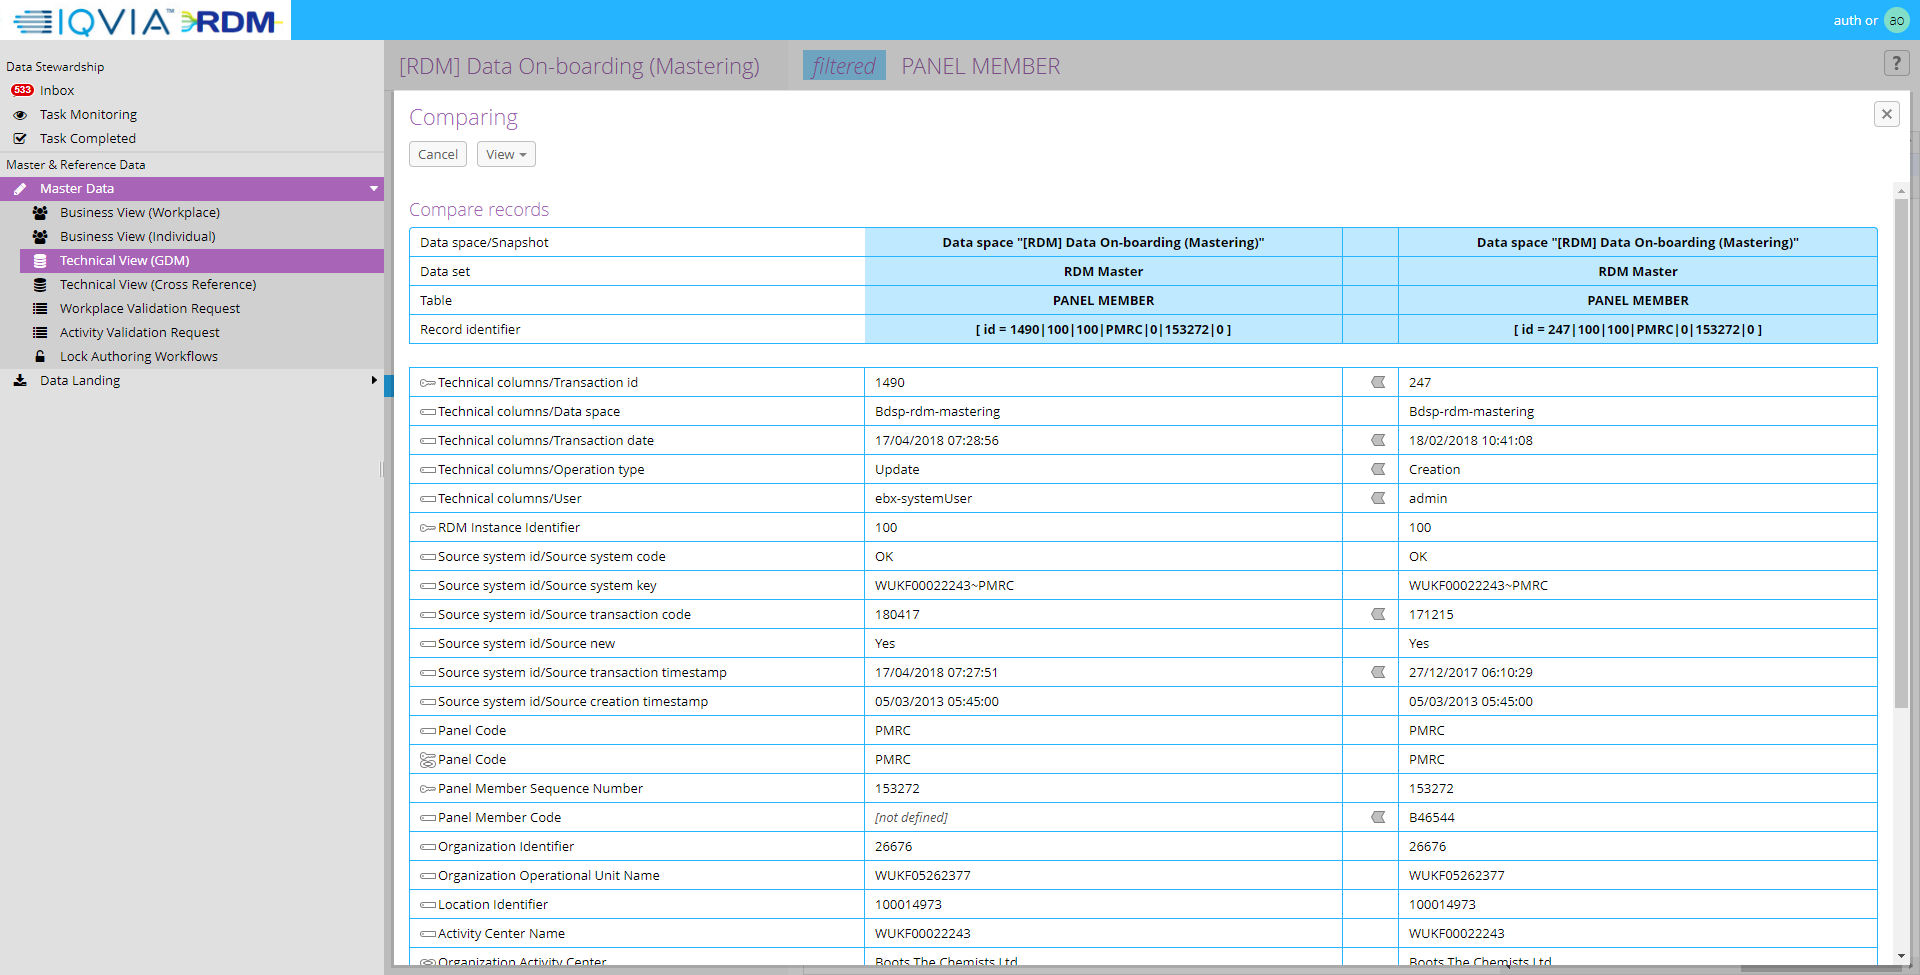 IQVIA™ RDM
auth or ao
Data Stewardship
533 Inbox
Task Monitoring
Task Completed
Master & Reference Data
Master Data
Business View (Workplace)
Business View (Individual)
Technical View (GDM)
Technical View (Cross Reference)
Workplace Validation Request
Activity Validation Request
Lock Authoring Workflows
Data Landing
[RDM] Data On-boarding (Mastering) filtered PANEL MEMBER ?
Comparing
Cancel View
Compare records
Data space/Snapshot Data space "[RDM] Data On-boarding (Mastering)" Data space "[RDM] Data On-boarding (Mastering)"
Data set RDM Master RDM Master
Table PANEL MEMBER PANEL MEMBER
Record identifier [ id = 1490|100|100|PMRC|0|153272|0 ] [ id = 247|100|100|PMRC|0|153272|0 ]
Technical columns/Transaction id 1490 247
Technical columns/Data space Bdsp-rdm-mastering Bdsp-rdm-mastering
Technical columns/Transaction date 17/04/2018 07:28:56 18/02/2018 10:41:08
Technical columns/Operation type Update Creation
Technical columns/User ebx-systemUser admin
RDM Instance Identifier 100 100
Source system id/Source system code OK OK
Source system id/Source system key WUKF00022243~PMRC WUKF00022243~PMRC
Source system id/Source transaction code 180417 171215
Source system id/Source new Yes Yes
Source system id/Source transaction timestamp 17/04/2018 07:27:51 27/12/2017 06:10:29
Source system id/Source creation timestamp 05/03/2013 05:45:00 05/03/2013 05:45:00
Panel Code PMRC PMRC
Panel Code PMRC PMRC
Panel Member Sequence Number 153272 153272
Panel Member Code [not defined] B46544
Organization Identifier 26676 26676
Organization Operational Unit Name WUKF05262377 WUKF05262377
Location Identifier 100014973 100014973
Activity Center Name WUKF00022243 WUKF00022243
Organization Activity Center Boots The Chemists Ltd Boots The Chemists Ltd